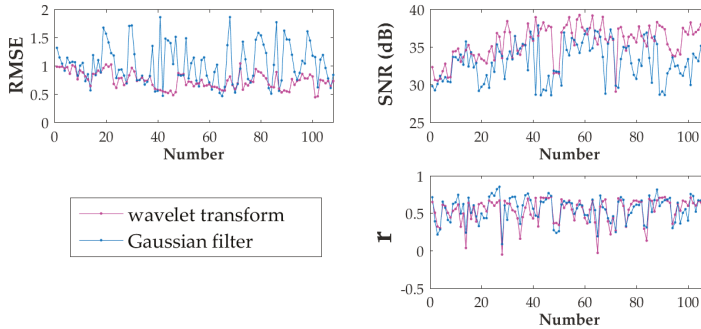 RMSE
2
1.5
1
0.5
0
0 20 40 60 80 100
Number
SNR (dB)
40
35
30
25
0 20 40 60 80 100
Number
wavelet transform
Gaussian filter
r
1
0.5
0
-0.5
0 20 40 60 80 100
Number